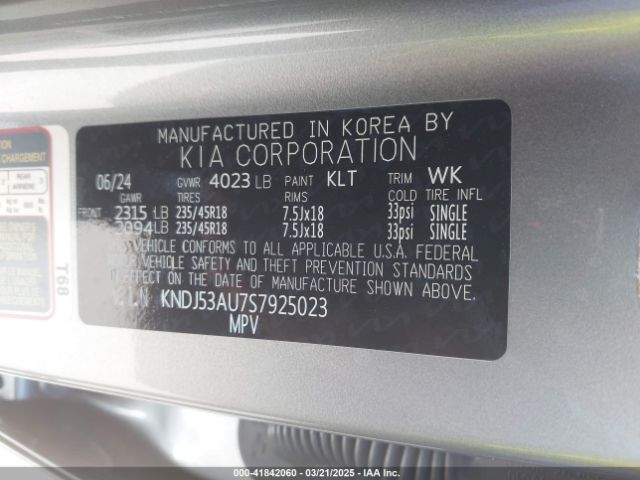 MANUFACTURED IN KOREA BY
KIA CORPORATION
06/24 GVWR 4023 LB PAINT KLT TRIM WK
GAWR TIRES RIMS COLD TIRE INFL
FRONT 2315 LB 235/45R18 7.5Jx18 33psi SINGLE
2094 LB 235/45R18 7.5Jx18 33psi SINGLE
VEHICLE CONFORMS TO ALL APPLICABLE U.S.A. FEDERAL
VEHICLE SAFETY AND THEFT PREVENTION STANDARDS
EFFECT ON THE DATE OF MANUFACTURE SHOWN ABOVE.
KNDJ53AU7S7925023
MPV
T68
CHARGEMENT
REAR
000-41842060 - 03/21/2025 - IAA Inc.